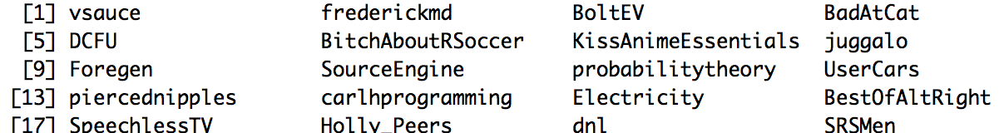 [1] vsauce frederickmd BoltEV BadAtCat
[5] DCFU BitchAboutRSoccer KissAnimeEssentials juggalo
[9] Foregen SourceEngine probabilitytheory UserCars
[13] piercednipples carlhprogramming Electricity BestOfAltRight
[17] SpeechlessTV Holly_Peers dnl SRSMen